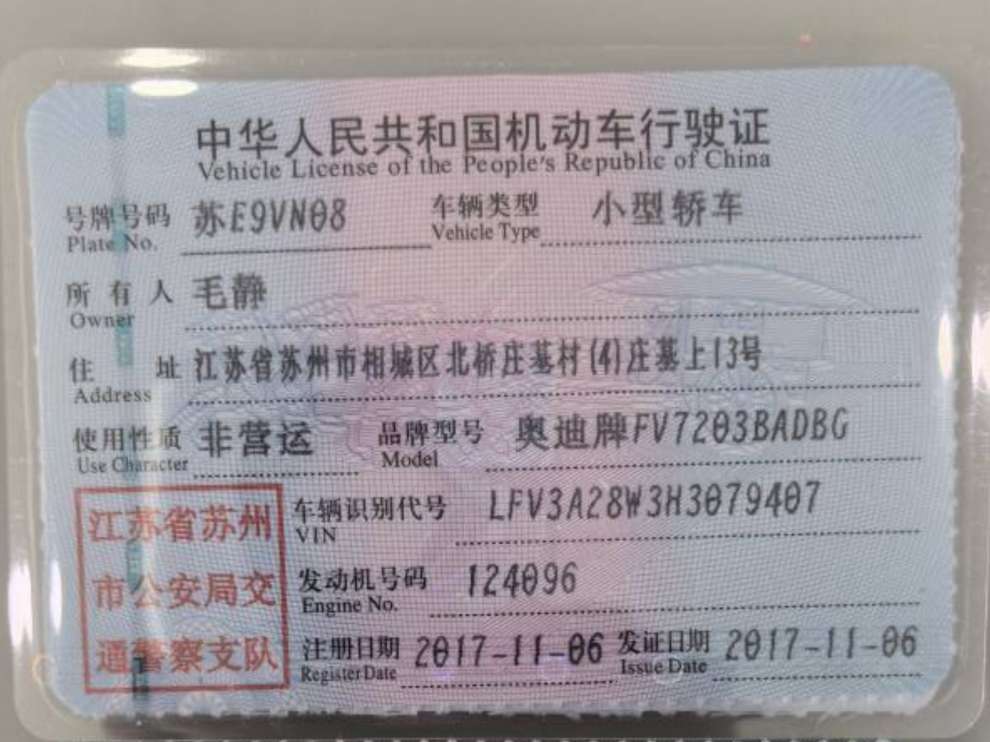 中华人民共和国机动车行驶证
Vehicle License of the People's Republic of China
号牌号码 苏E9VN08 车辆类型 小型轿车
Plate No. Vehicle Type
所有人 毛静
Owner
住址 江苏省苏州市相城区北桥庄基村(4)庄基上13号
Address
使用性质 非营运 品牌型号 奥迪牌FV7203BADBG
Use Character Model
江苏省苏州 车辆识别代号 LFV3A28W3H3079407
VIN
市公安局交 发动机号码 124096
Engine No.
通警察支队 注册日期 2017-11-06 发证日期 2017-11-06
Register Date Issue Date